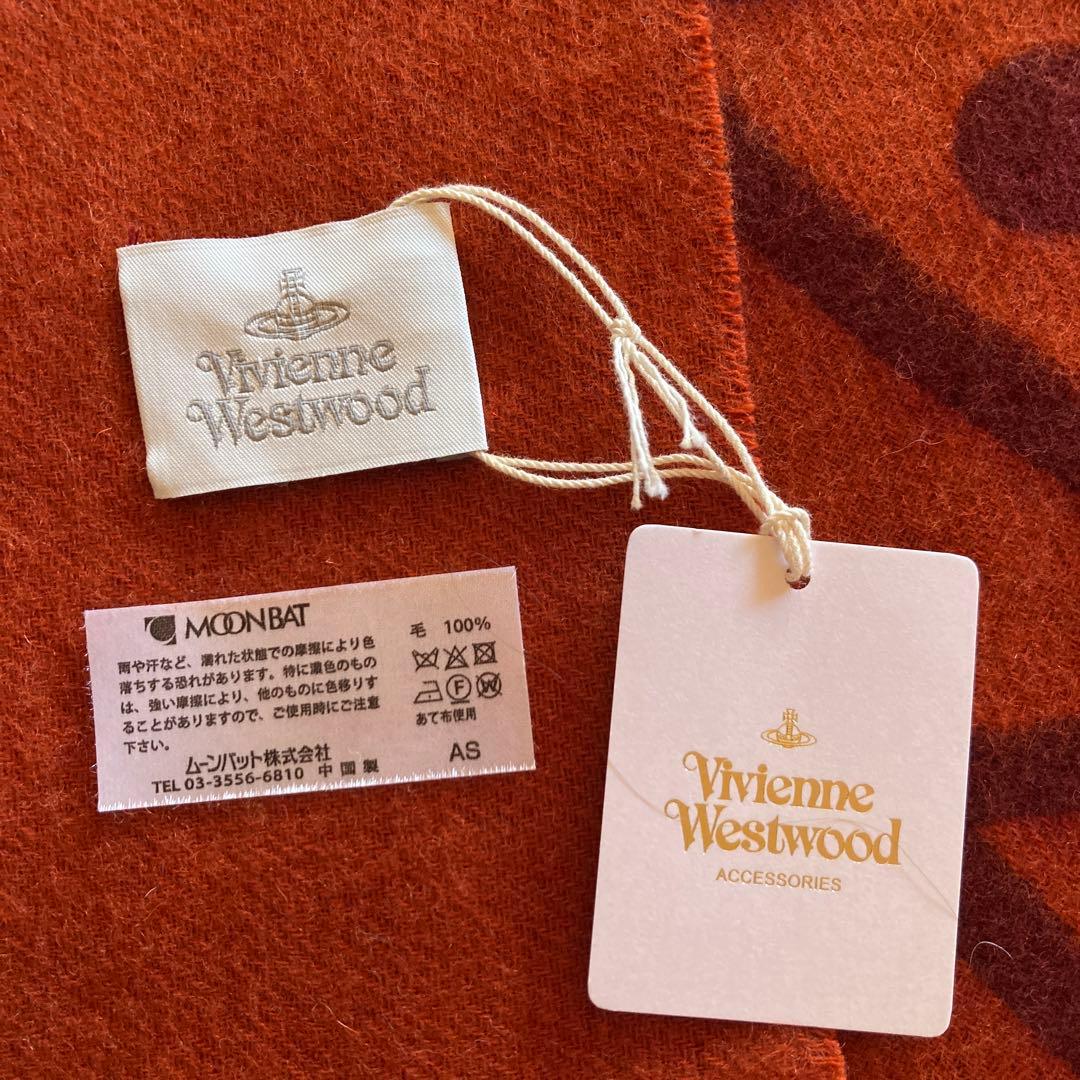 Vivienne
Westwood
MOONBAT
雨や汗など、濡れた状態での摩擦により色
落ちする恐れがあります。特に濃色のもの
は、強い摩擦により、他のものに色移りす
ることがありますので、ご使用時にご注意
下さい。
ムーンバット株式会社
TEL 03-3556-6810 中国製
毛 100%
F W
あて布使用
AS
Vivienne
Westwood
ACCESSORIES